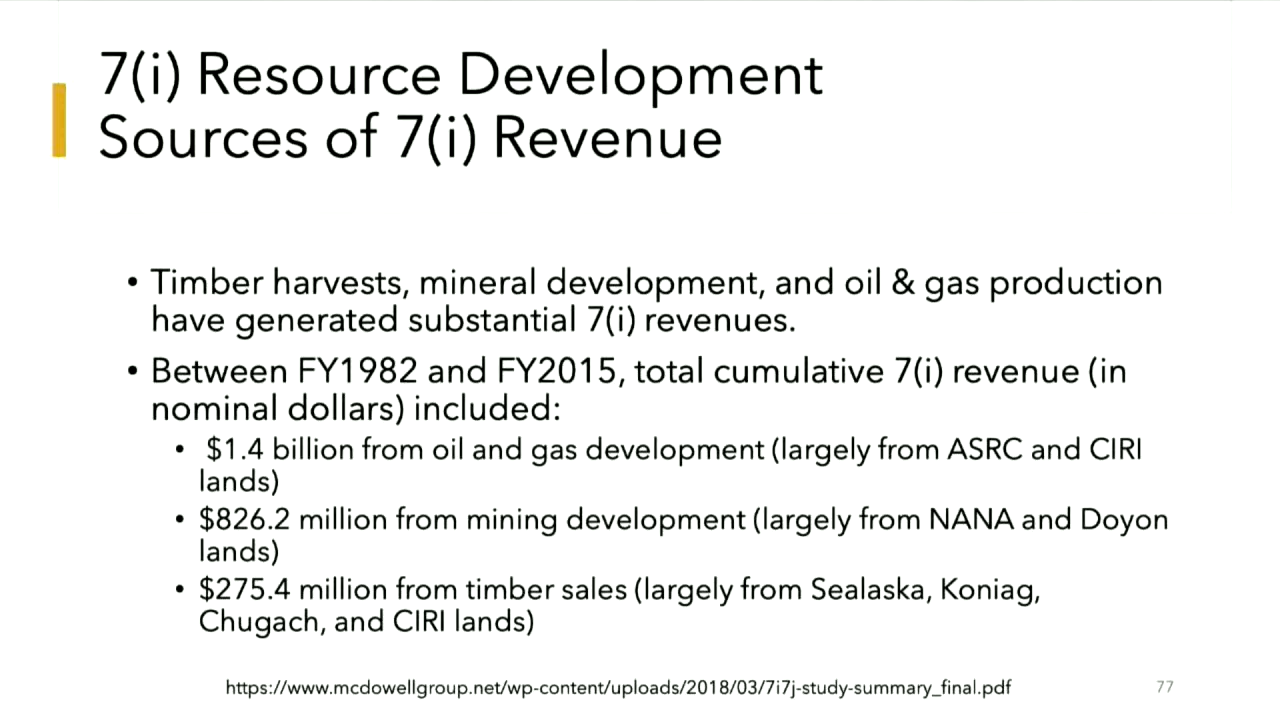 7(i) Resource Development
Sources of 7(i) Revenue
• Timber harvests, mineral development, and oil & gas production
have generated substantial 7(i) revenues.
• Between FY1982 and FY2015, total cumulative 7(i) revenue (in
nominal dollars) included:
• $1.4 billion from oil and gas development (largely from ASRC and CIRI
lands)
• $826.2 million from mining development (largely from NANA and Doyon
lands)
• $275.4 million from timber sales (largely from Sealaska, Koniag,
Chugach, and CIRI lands)
https://www.mcdowellgroup.net/wp-content/uploads/2018/03/7i7j-study-summary_final.pdf
77